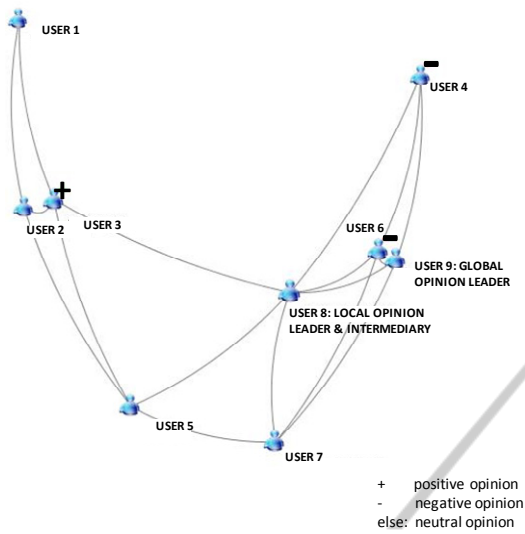 USER 1
USER 4
+
-
USER 2
USER 3
USER 6
-
USER 9: GLOBAL
OPINION LEADER
USER 8: LOCAL OPINION
LEADER & INTERMEDIARY
USER 5
USER 7
+ positive opinion
- negative opinion
else: neutral opinion